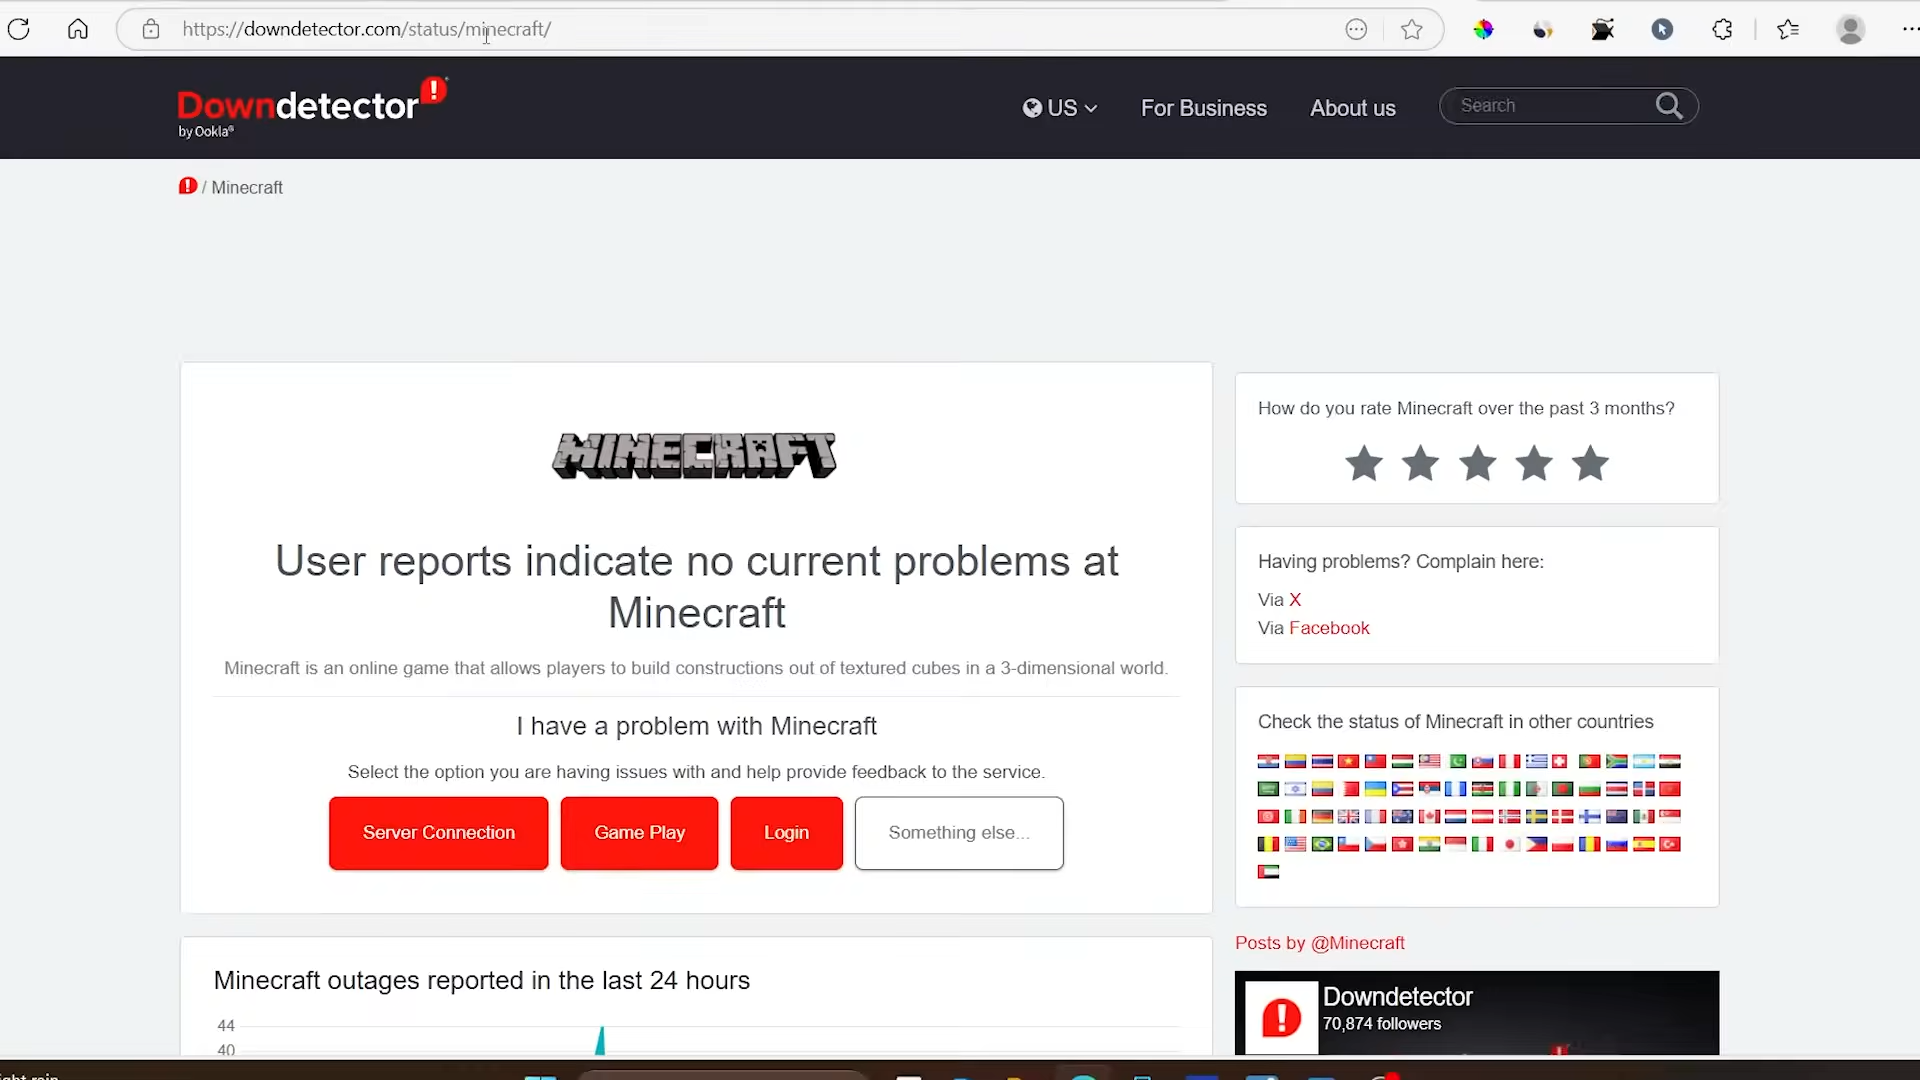 https://downdetector.com/status/minecraft/
Downdetector
by Ookla®
US
For Business
About us
Search
/ Minecraft
MINECRAFT
User reports indicate no current problems at
Minecraft
Minecraft is an online game that allows players to build constructions out of textured cubes in a 3-dimensional world.
I have a problem with Minecraft
Select the option you are having issues with and help provide feedback to the service.
Server Connection
Game Play
Login
Something else...
Minecraft outages reported in the last 24 hours
44
40
How do you rate Minecraft over the past 3 months?
Having problems? Complain here:
Via X
Via Facebook
Check the status of Minecraft in other countries
Posts by @Minecraft
Downdetector
70,874 followers